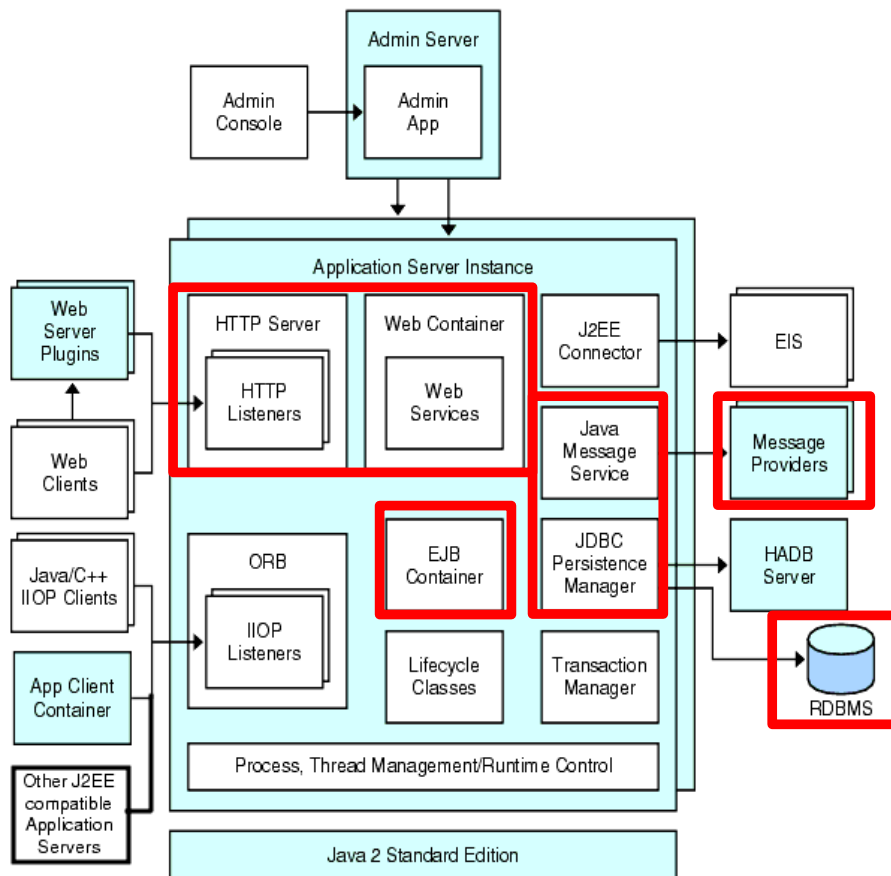 Admin Server
Admin
Console
Admin
App
Application Server Instance
Web
Server
Plugins
HTTP Server
HTTP
Listeners
Web Container
Web
Services
J2EE
Connector
EIS
Web
Clients
Java
Message
Service
Message
Providers
Java/C++
IIOP Clients
ORB
IIOP
Listeners
EJB
Container
JDBC
Persistence
Manager
HADB
Server
App Client
Container
Lifecycle
Classes
Transaction
Manager
RDBMS
Other J2EE
compatible
Application
Servers
Process, Thread Management/Runtime Control
Java 2 Standard Edition